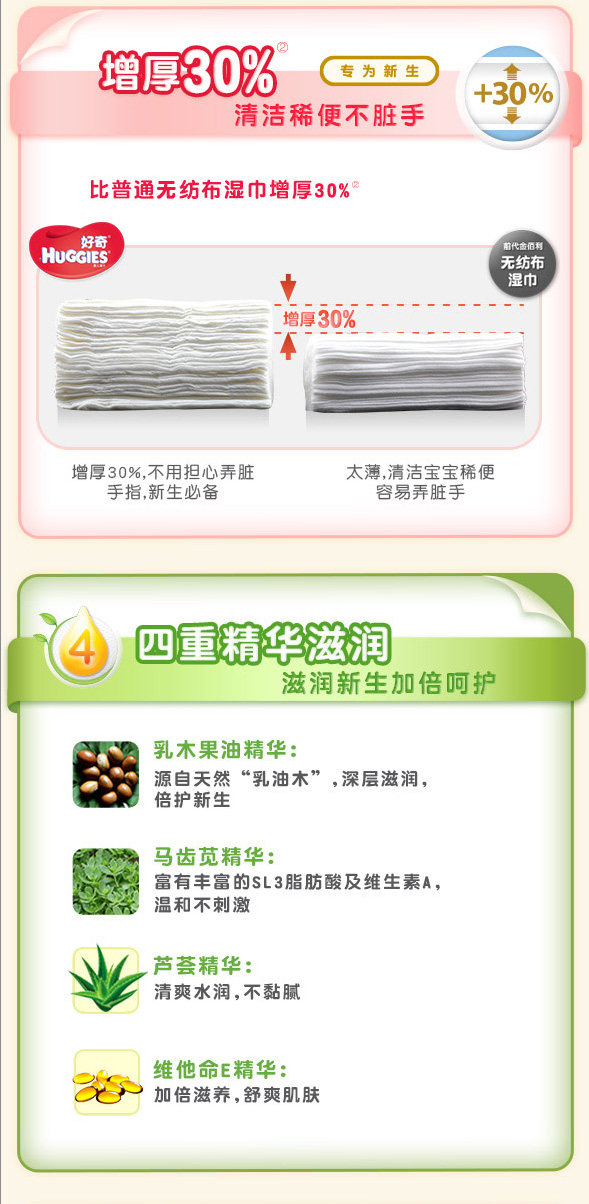 增厚30%②
专为新生
+30%
清洁稀便不脏手
比普通无纺布湿巾增厚30%②
好奇
HUGGIES
前代金佰利
无纺布
湿巾
增厚30%
增厚30%,不用担心弄脏
手指,新生必备
太薄,清洁宝宝稀便
容易弄脏手
4
四重精华滋润
滋润新生加倍呵护
乳木果油精华:
源自天然“乳油木”,深层滋润,
倍护新生
马齿苋精华:
富有丰富的SL3脂肪酸及维生素A,
温和不刺激
芦荟精华:
清爽水润,不黏腻
维他命E精华:
加倍滋养,舒爽肌肤